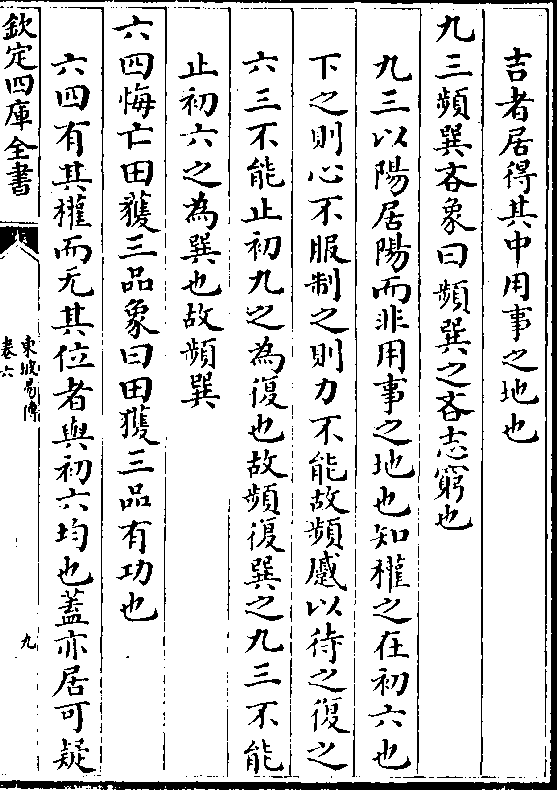 吉者居得其中用事之地也
九三頻巽吝象曰頻巽之吝志窮也
九三以陽居陽而非用事之地也知權之在初六也
下之則心不服制之則力不能故頻蹙以待之復之
六三不能止初九之為復也故頻復巽之九三不能
止初六之為巽也故頻巽
六四悔亡田獲三品象曰田獲三品有功也
六四有其權而无其位者與初六均也蓋亦居可疑
欽定四庫全書
東坡易傳
卷六
九